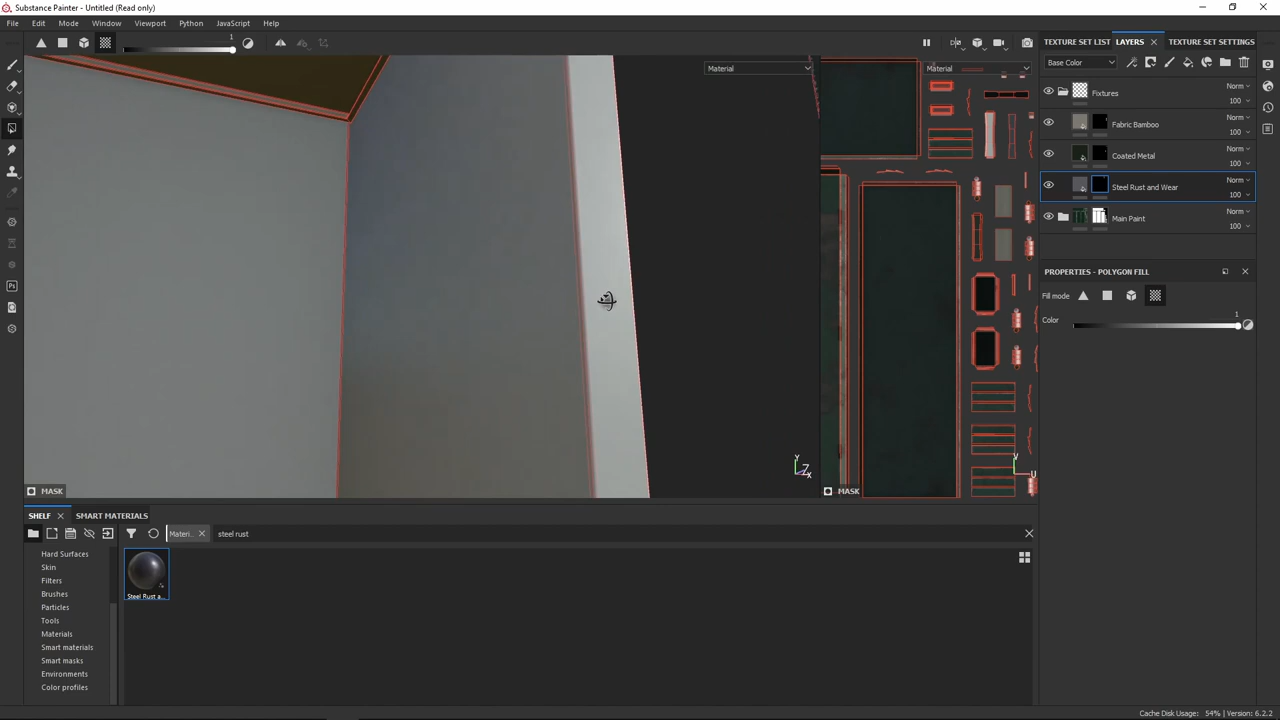 Substance Painter - Untitled (Read only)
File Edit Mode Window Viewport Python JavaScript Help
1
Material
Material
TEXTURE SET LIST LAYERS TEXTURE SET SETTINGS
Base Color
Fixtures Norm
100
Fabric Bamboo Norm
100
Coated Metal Norm
100
Steel Rust and Wear Norm
100
Main Paint Norm
100
PROPERTIES - POLYGON FILL
Fill mode
Color 1
Y
Z
X
V
U
MASK
MASK
SHELF SMART MATERIALS
Materi... steel rust
Hard Surfaces
Skin
Filters
Brushes
Particles
Tools
Materials
Smart materials
Smart masks
Environments
Color profiles
Steel Rust a...
Ps
Cache Disk Usage: 54% | Version: 6.2.2